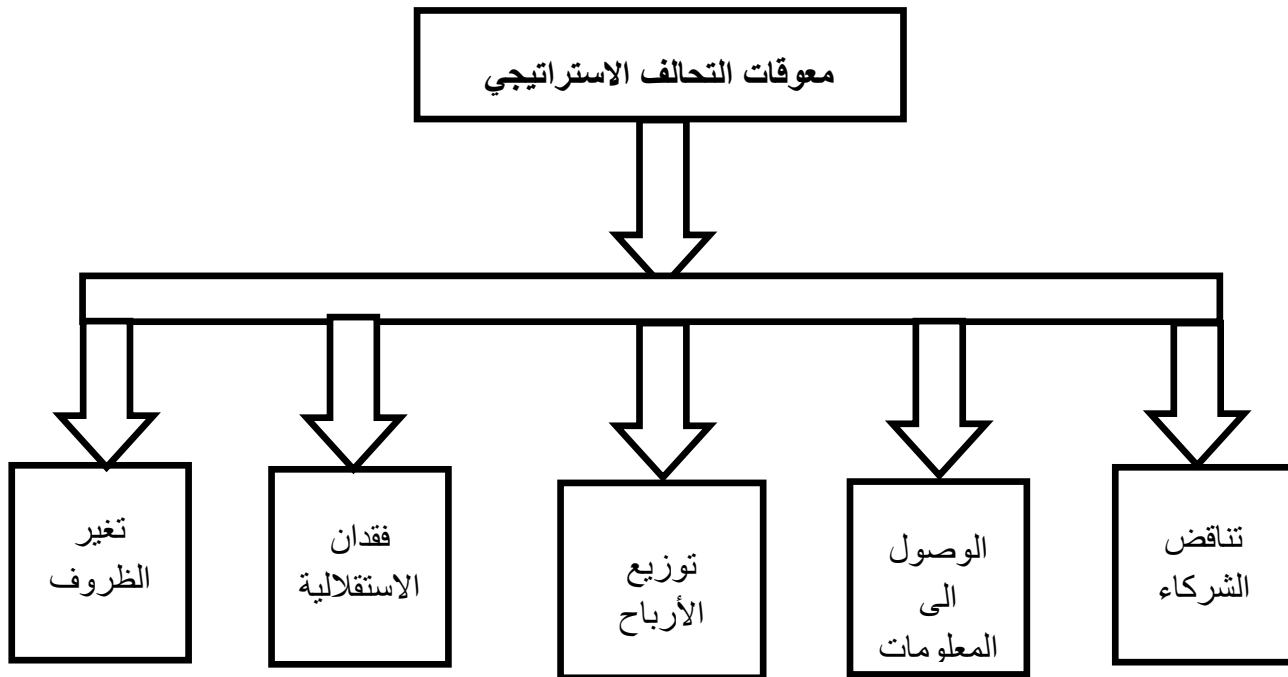 معوقات التحالف الاستراتيجي
تناقض
الشركاء
الوصول
الى
المعلومات
توزيع
الأرباح
فقدان
الاستقلالية
تغير
الظروف